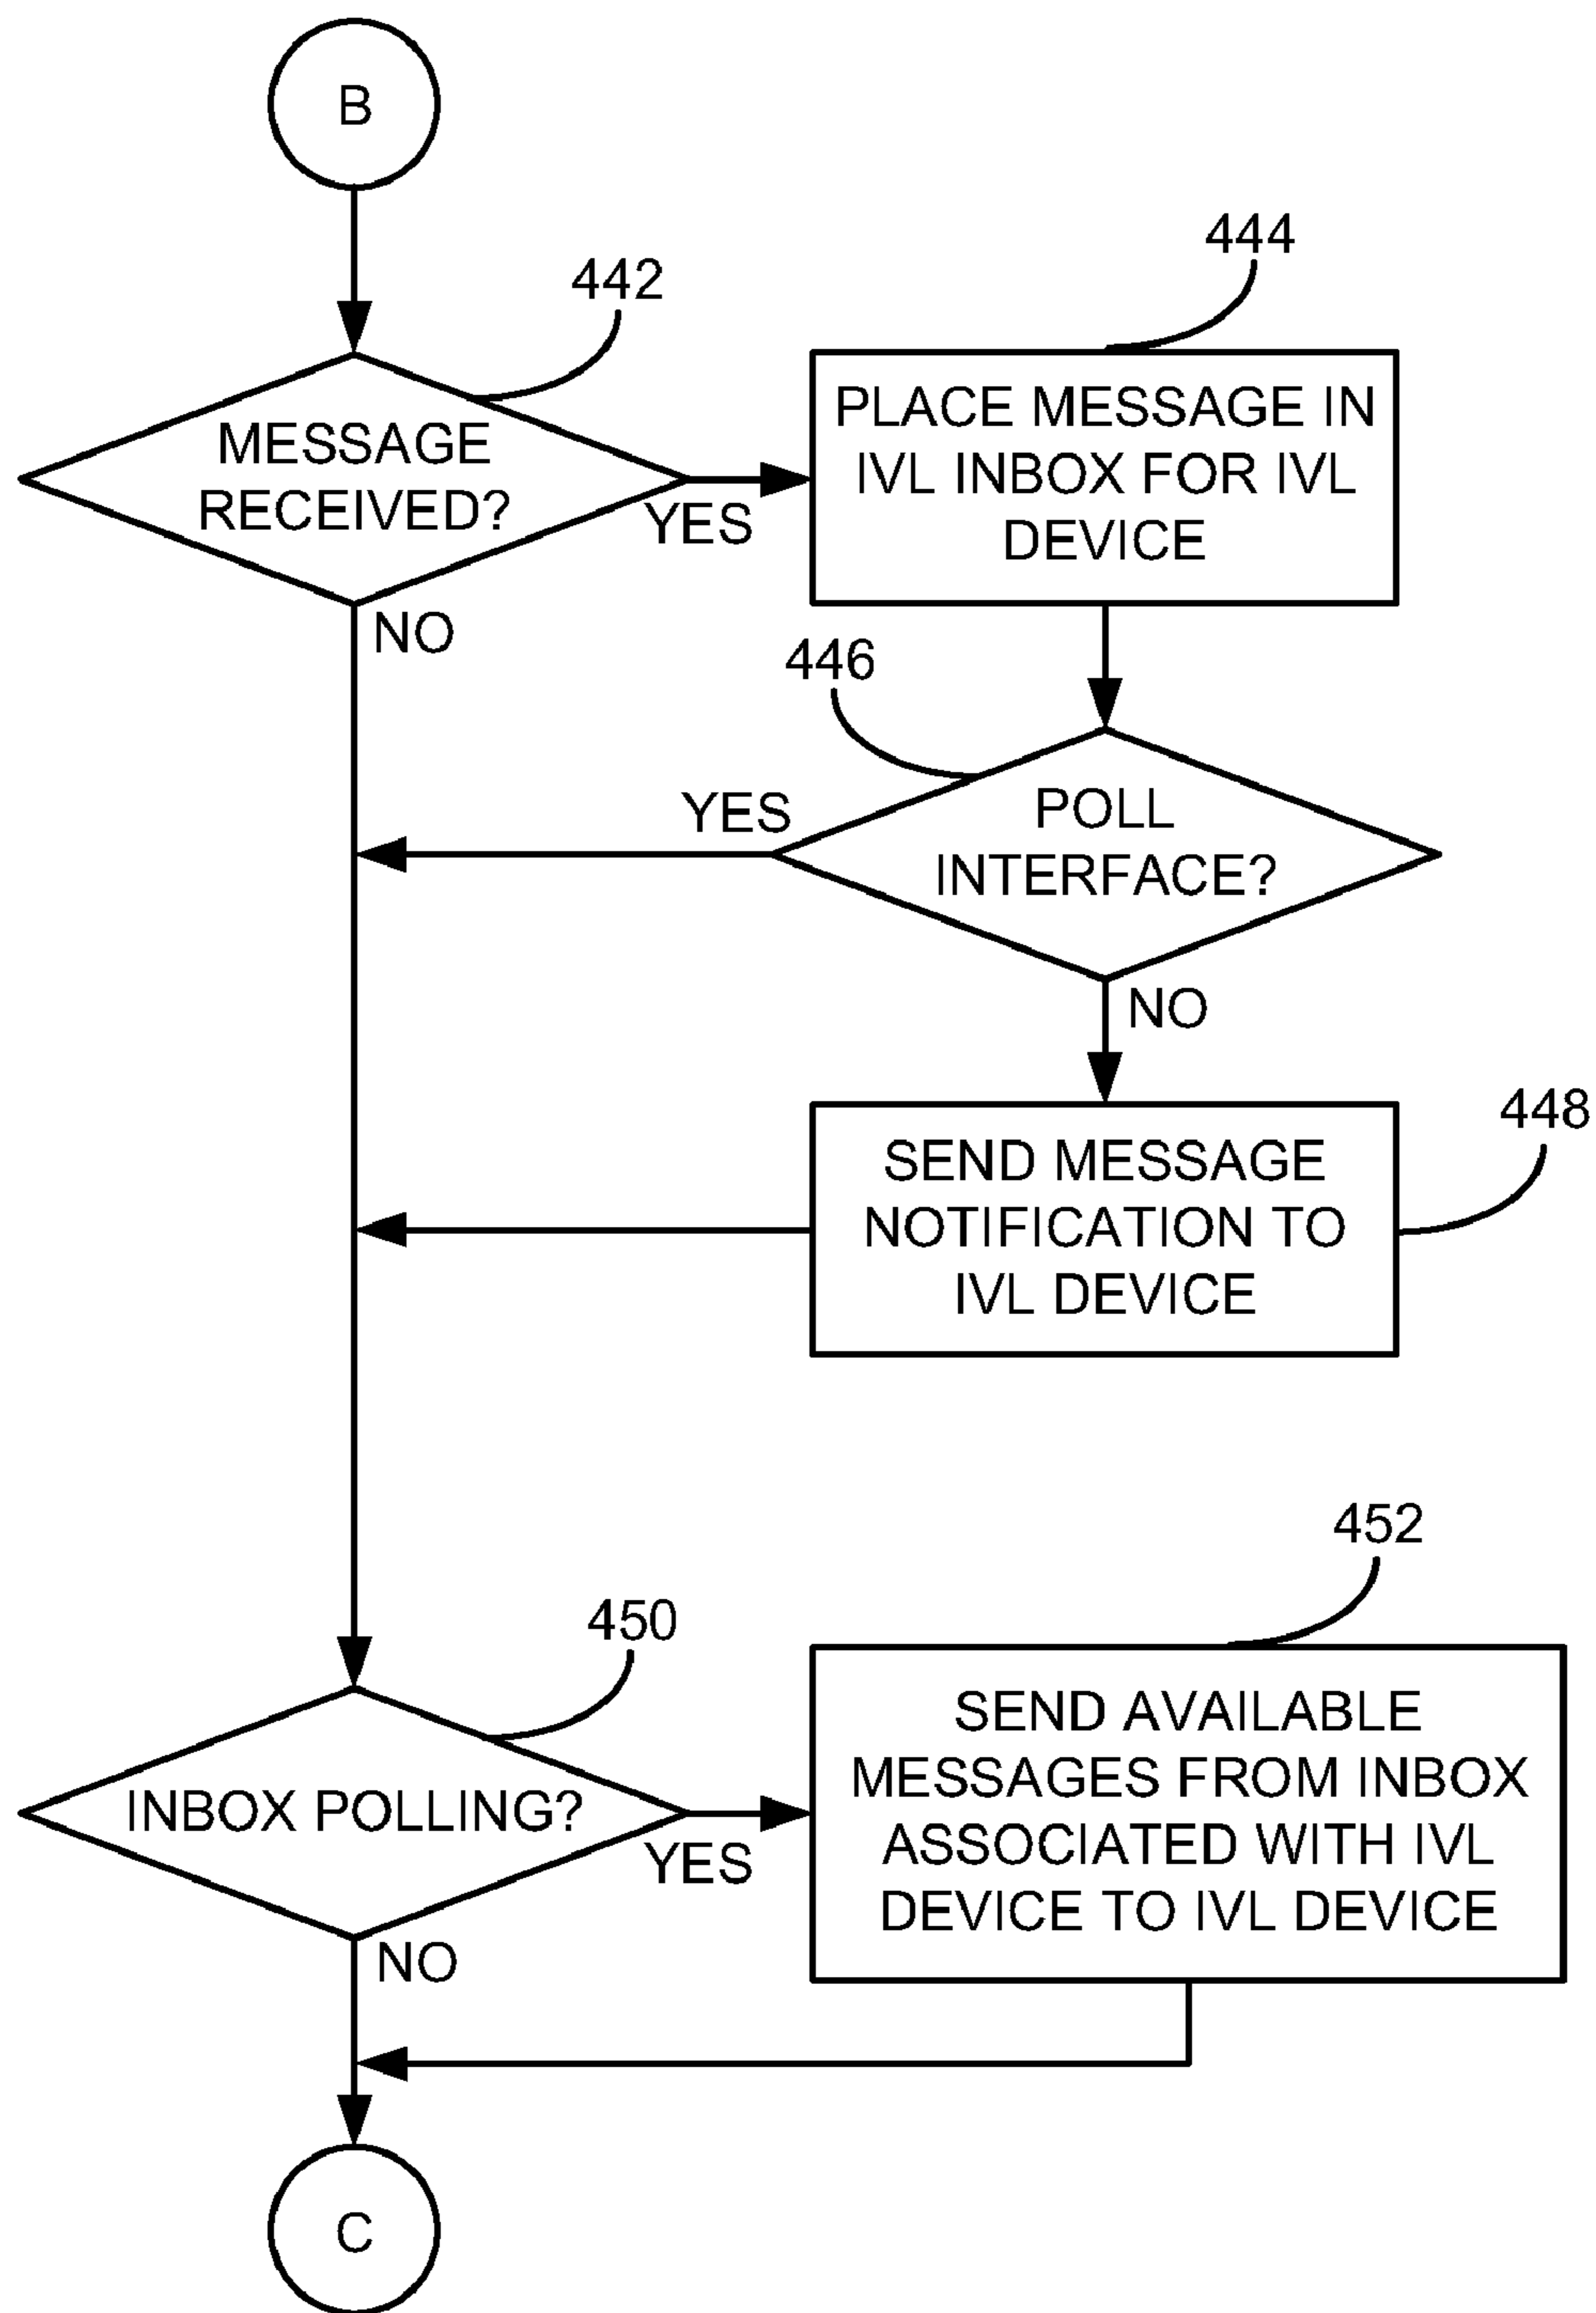 B
442
444
MESSAGE
RECEIVED?
YES
NO
PLACE MESSAGE IN
IVL INBOX FOR IVL
DEVICE
446
YES
POLL
INTERFACE?
NO
448
SEND MESSAGE
NOTIFICATION TO
IVL DEVICE
450
452
INBOX POLLING?
YES
NO
SEND AVAILABLE
MESSAGES FROM INBOX
ASSOCIATED WITH IVL
DEVICE TO IVL DEVICE
C